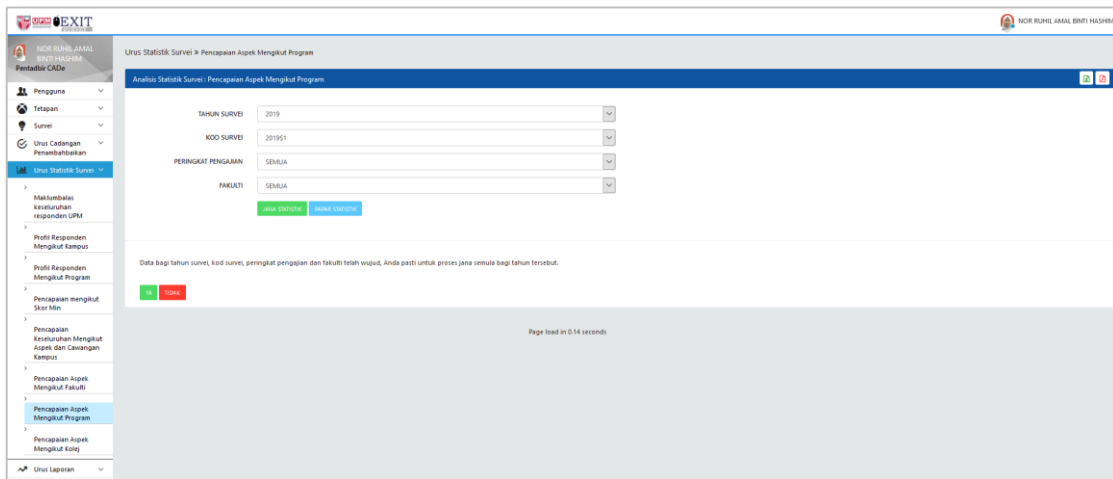 UPM EXIT
NOR RUHIL AMAL BINTI HASHIM
NOR RUHIL AMAL
BINTI HASHIM
Pentadbir CADe
Pengguna
Tetapan
Survei
Urus Cadangan
Penambahbaikan
Urus Statistik Survei
Maklumbalas
keseluruhan
responden UPM
Profil Responden
Mengikut Kampus
Profil Responden
Mengikut Program
Pencapaian mengikut
Skor Min
Pencapaian
Keseluruhan Mengikut
Aspek dan Cawangan
Kampus
Pencapaian Aspek
Mengikut Fakulti
Pencapaian Aspek
Mengikut Program
Pencapaian Aspek
Mengikut Kolej
Urus Laporan
Urus Statistik Survei » Pencapaian Aspek Mengikut Program
Analisis Statistik Survei : Pencapaian Aspek Mengikut Program
TAHUN SURVEI 2019
KOD SURVEI 2019S1
PERINGKAT PENGAJIAN SEMUA
FAKULTI SEMUA
JANA STATISTIK PAPAR STATISTIK
Data bagi tahun survei, kod survei, peringkat pengajian dan fakulti telah wujud, Anda pasti untuk proses jana semula bagi tahun tersebut.
YA TIDAK
Page load in 0.14 seconds